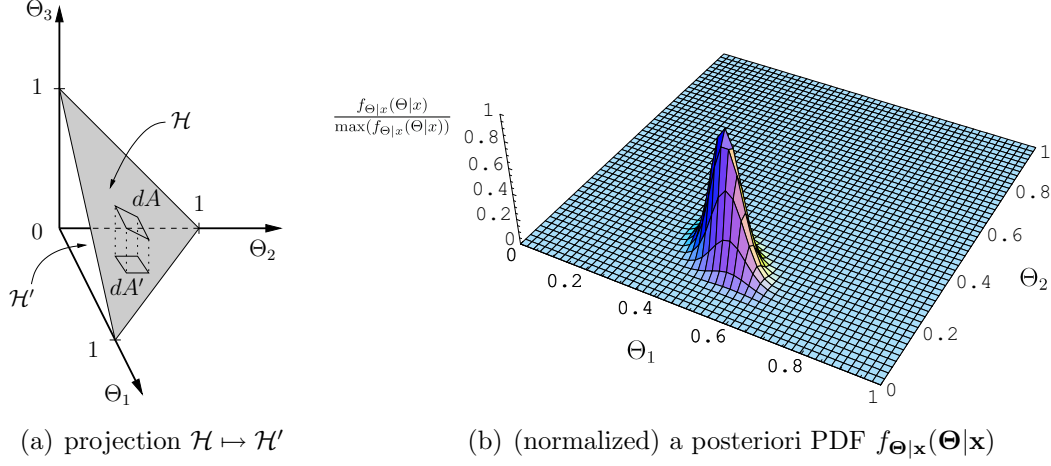 Θ₃
1
ℋ
dA
1
0
Θ₂
ℋ′
dA′
1
Θ₁
(a) projection ℋ ↦ ℋ′
f_{Θ|x}(Θ|x)
max(f_{Θ|x}(Θ|x))
1
0.8
0.6
0.4
0.2
0
0
0.2
0.4
0.6
0.8
1
Θ₁
0
0.2
0.4
0.6
0.8
1
Θ₂
(b) (normalized) a posteriori PDF f_{Θ|x}(Θ|x)